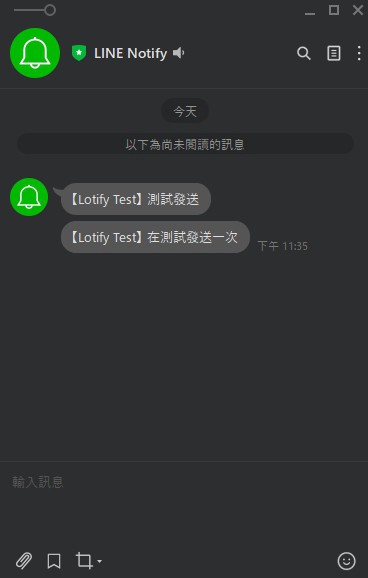 LINE Notify
今天
以下為尚未閱讀的訊息
【Lotify Test】測試發送
【Lotify Test】在測試發送一次
下午 11:35
輸入訊息